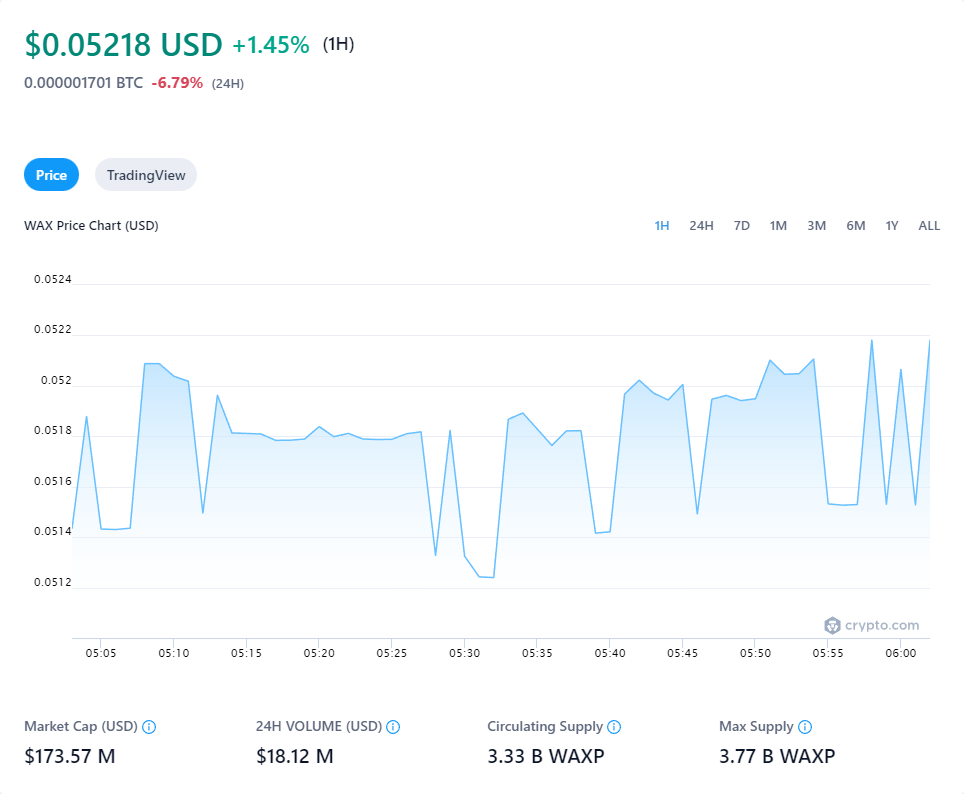 $0.05218 USD +1.45% (1H)
0.000001701 BTC -6.79% (24H)
Price TradingView
WAX Price Chart (USD) 1H 24H 7D 1M 3M 6M 1Y ALL
0.0524
0.0522
0.052
0.0518
0.0516
0.0514
0.0512
crypto.com
05:05 05:10 05:15 05:20 05:25 05:30 05:35 05:40 05:45 05:50 05:55 06:00
Market Cap (USD) 24H VOLUME (USD) Circulating Supply Max Supply
$173.57 M $18.12 M 3.33 B WAXP 3.77 B WAXP